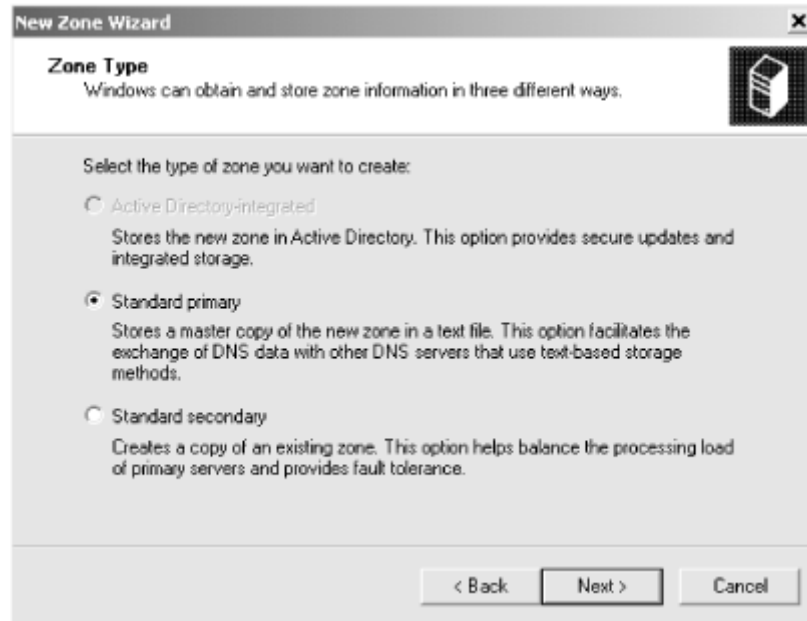 New Zone Wizard
Zone Type
Windows can obtain and store zone information in three different ways.
Select the type of zone you want to create:
Active Directory-integrated
Stores the new zone in Active Directory. This option provides secure updates and
integrated storage.
Standard primary
Stores a master copy of the new zone in a text file. This option facilitates the
exchange of DNS data with other DNS servers that use text-based storage
methods.
Standard secondary
Creates a copy of an existing zone. This option helps balance the processing load
of primary servers and provides fault tolerance.
< Back Next > Cancel